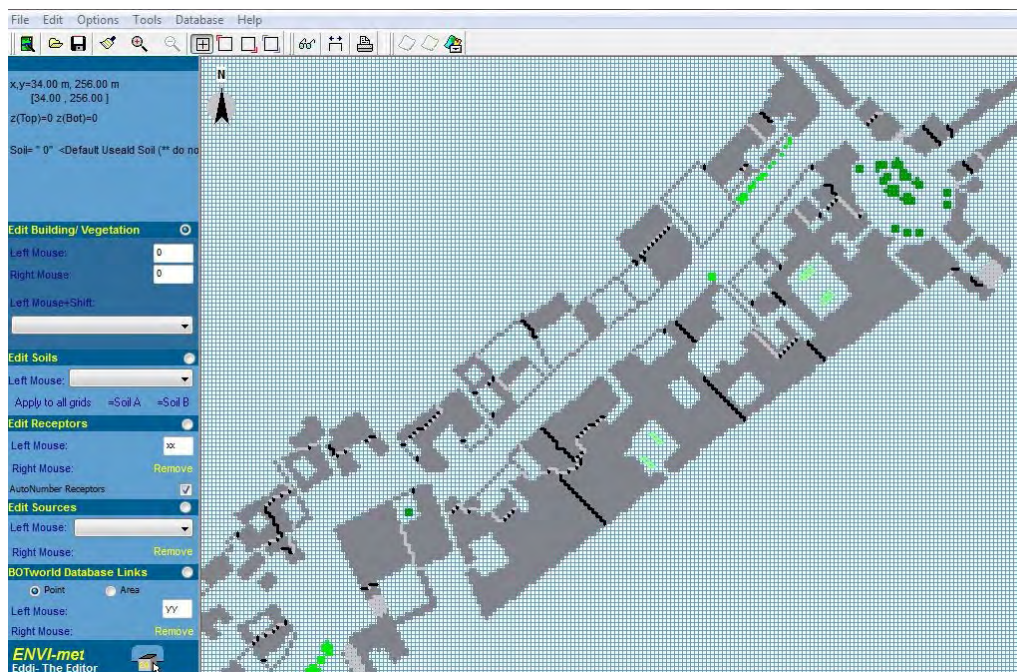 File Edit Options Tools Database Help
N
x,y=34.00 m, 256.00 m
[34.00 , 256.00 ]
z(Top)=0 z(Bot)=0
Soil= " 0" <Default Useald Soil (** do no
Edit Building/ Vegetation
Left Mouse: 0
Right Mouse: 0
Left Mouse+Shift:
Edit Soils
Left Mouse:
Apply to all grids =Soil A =Soil B
Edit Receptors
Left Mouse: xx
Right Mouse: Remove
AutoNumber Receptors
Edit Sources
Left Mouse:
Right Mouse: Remove
BOTworld Database Links
Point Area
Left Mouse: YY
Right Mouse: Remove
ENVI-met
Eddi- The Editor